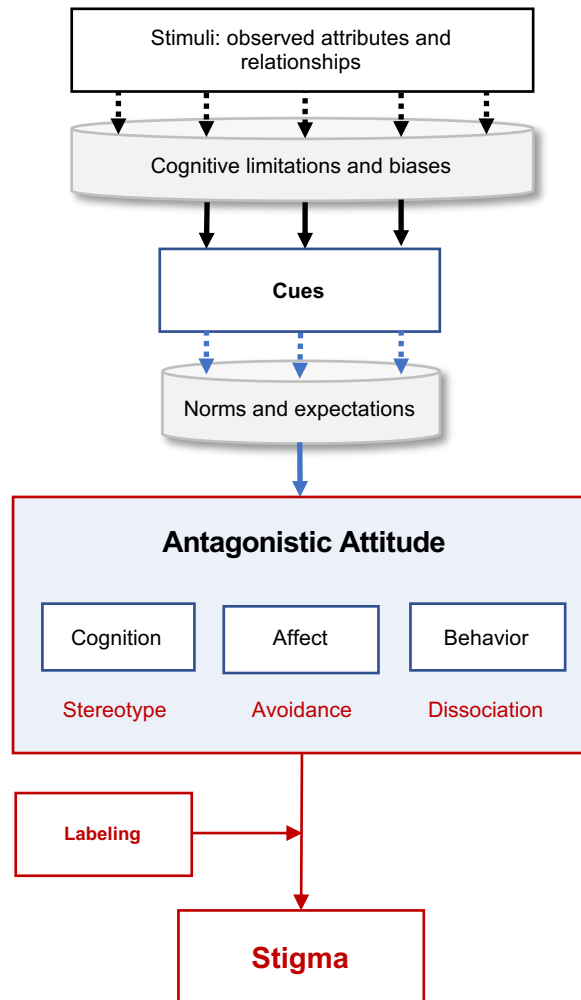 Stimuli: observed attributes and
relationships
Cognitive limitations and biases
Cues
Norms and expectations
Antagonistic Attitude
Cognition
Affect
Behavior
Stereotype
Avoidance
Dissociation
Labeling
Stigma